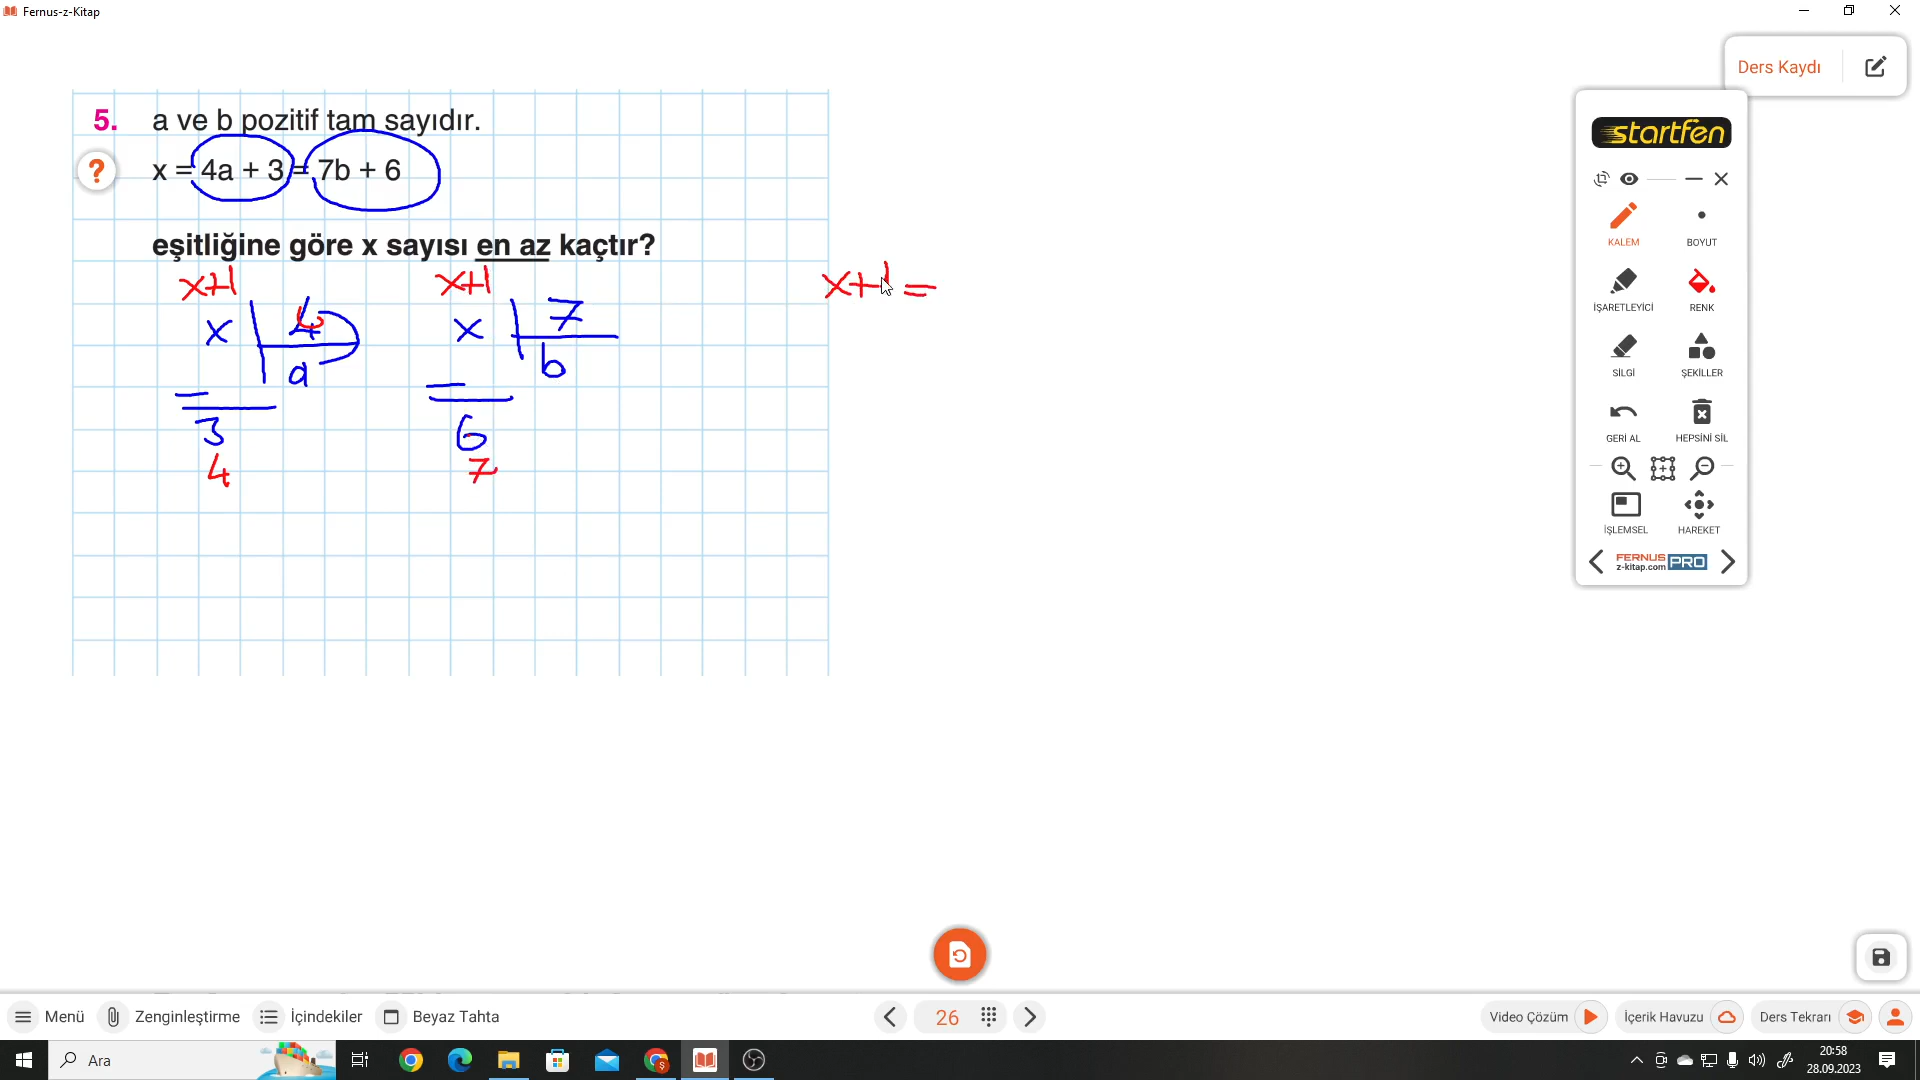 Fernus-z-Kitap
Ders Kaydı
5. a ve b pozitif tam sayıdır.
? x = 4a + 3 = 7b + 6
eşitliğine göre x sayısı en az kaçtır?
x+1 x+1 x+1 =
x 4 x 7
a b
3 6
4 7
startfen
KALEM BOYUT
İŞARETLEYİCİ RENK
SİLGİ ŞEKİLLER
GERİ AL HEPSİNİ SİL
İŞLEMSEL HAREKET
FERNUS
z-kitap.com PRO
Menü Zenginleştirme İçindekiler Beyaz Tahta 26 Video Çözüm İçerik Havuzu Ders Tekrarı
Ara
20:58
28.09.2023